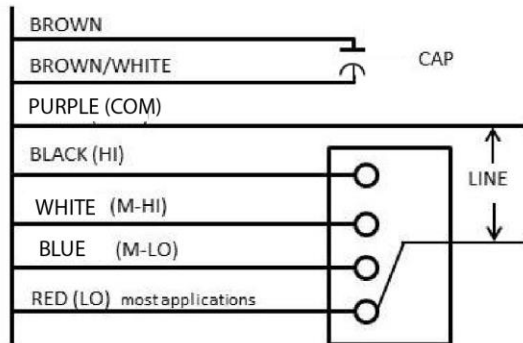 BROWN
BROWN/WHITE
CAP
PURPLE (COM)
BLACK (HI)
LINE
WHITE (M-HI)
BLUE (M-LO)
RED (LO) most applications